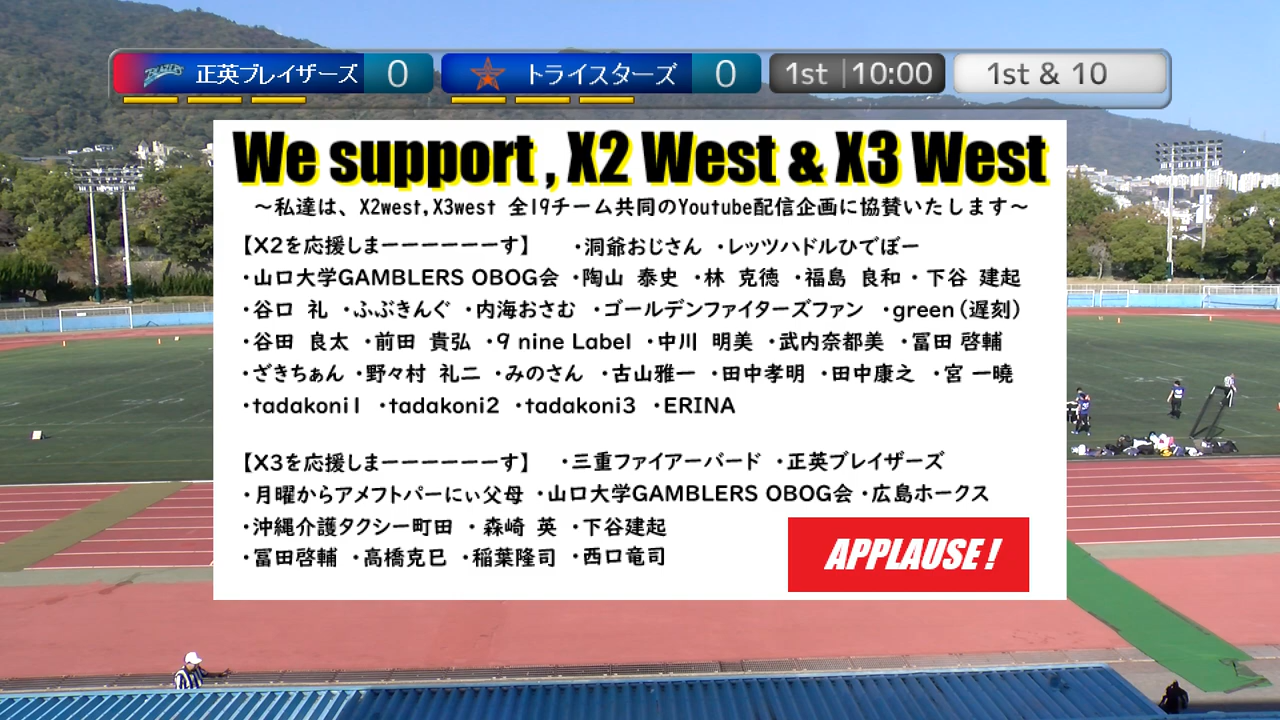 BLAZERS 正英ブレイザーズ 0 トライスターズ 0 1st 10:00 1st & 10
We support , X2 West & X3 West
～私達は、X2west,X3west 全19チーム共同のYoutube配信企画に協賛いたします～
【X2を応援しまーーーーーーす】 ・洞爺おじさん ・レッツハドルひでぼー
・山口大学GAMBLERS OBOG会 ・陶山 泰史 ・林 克徳 ・福島 良和・下谷 建起
・谷口 礼 ・ふぶきんぐ ・内海おさむ ・ゴールデンファイターズファン ・green（遅刻）
・谷田 良太 ・前田 貴弘 ・9 nine Label ・中川 明美 ・武内奈都美 ・冨田 啓輔
・ざきちぁん ・野々村 礼二 ・みのさん ・古山雅一 ・田中孝明 ・田中康之 ・宮 一曉
・tadakoni1 ・tadakoni2 ・tadakoni3 ・ERINA
【X3を応援しまーーーーーーす】 ・三重ファイアーバード ・正英ブレイザーズ
・月曜からアメフトパーにぃ父母 ・山口大学GAMBLERS OBOG会・広島ホークス
・沖縄介護タクシー町田 ・森崎 英 ・下谷建起
・冨田啓輔 ・高橋克巳 ・稲葉隆司 ・西口竜司
APPLAUSE!